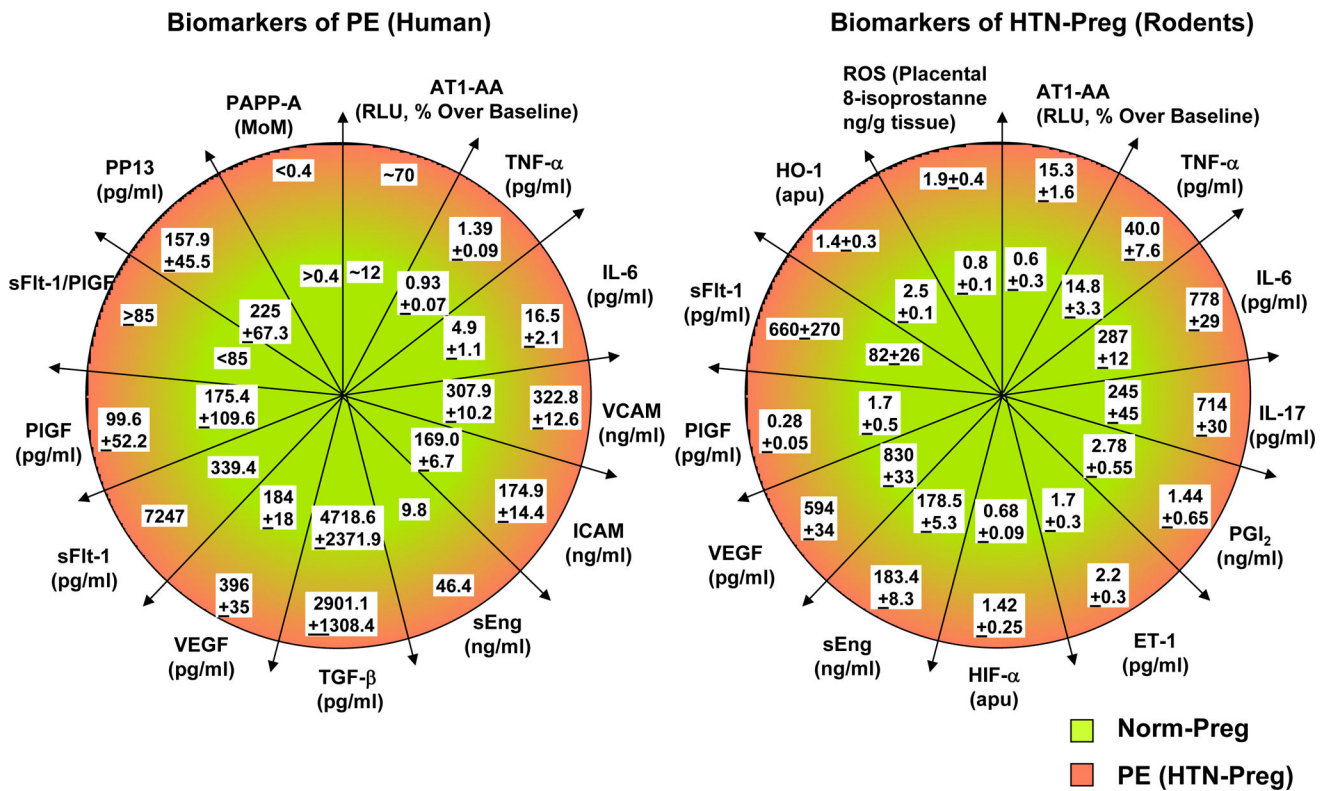 Biomarkers of PE (Human)
PAPP-A
(MoM)
AT1-AA
(RLU, % Over Baseline)
TNF-α
(pg/ml)
IL-6
(pg/ml)
VCAM
(ng/ml)
ICAM
(ng/ml)
sEng
(ng/ml)
TGF-β
(pg/ml)
VEGF
(pg/ml)
sFlt-1
(pg/ml)
PlGF
(pg/ml)
sFlt-1/PlGF
PP13
(pg/ml)
<0.4
~70
1.39
±0.09
16.5
±2.1
322.8
±12.6
174.9
±14.4
46.4
2901.1
±1308.4
396
±35
7247
99.6
±52.2
≥85
157.9
±45.5
>0.4
~12
0.93
±0.07
4.9
±1.1
307.9
±10.2
169.0
±6.7
9.8
4718.6
±2371.9
184
±18
339.4
175.4
±109.6
<85
225
±67.3
Biomarkers of HTN-Preg (Rodents)
ROS (Placental
8-isoprostanne
ng/g tissue)
AT1-AA
(RLU, % Over Baseline)
TNF-α
(pg/ml)
IL-6
(pg/ml)
IL-17
(pg/ml)
PGI₂
(ng/ml)
ET-1
(pg/ml)
HIF-α
(apu)
sEng
(ng/ml)
VEGF
(pg/ml)
PlGF
(pg/ml)
sFlt-1
(pg/ml)
HO-1
(apu)
1.9±0.4
15.3
±1.6
40.0
±7.6
778
±29
714
±30
1.44
±0.65
2.2
±0.3
1.42
±0.25
183.4
±8.3
594
±34
0.28
±0.05
660±270
1.4±0.3
0.8
±0.1
0.6
±0.3
14.8
±3.3
287
±12
245
±45
2.78
±0.55
1.7
±0.3
0.68
±0.09
178.5
±5.3
830
±33
1.7
±0.5
82±26
2.5
±0.1
Norm-Preg
PE (HTN-Preg)